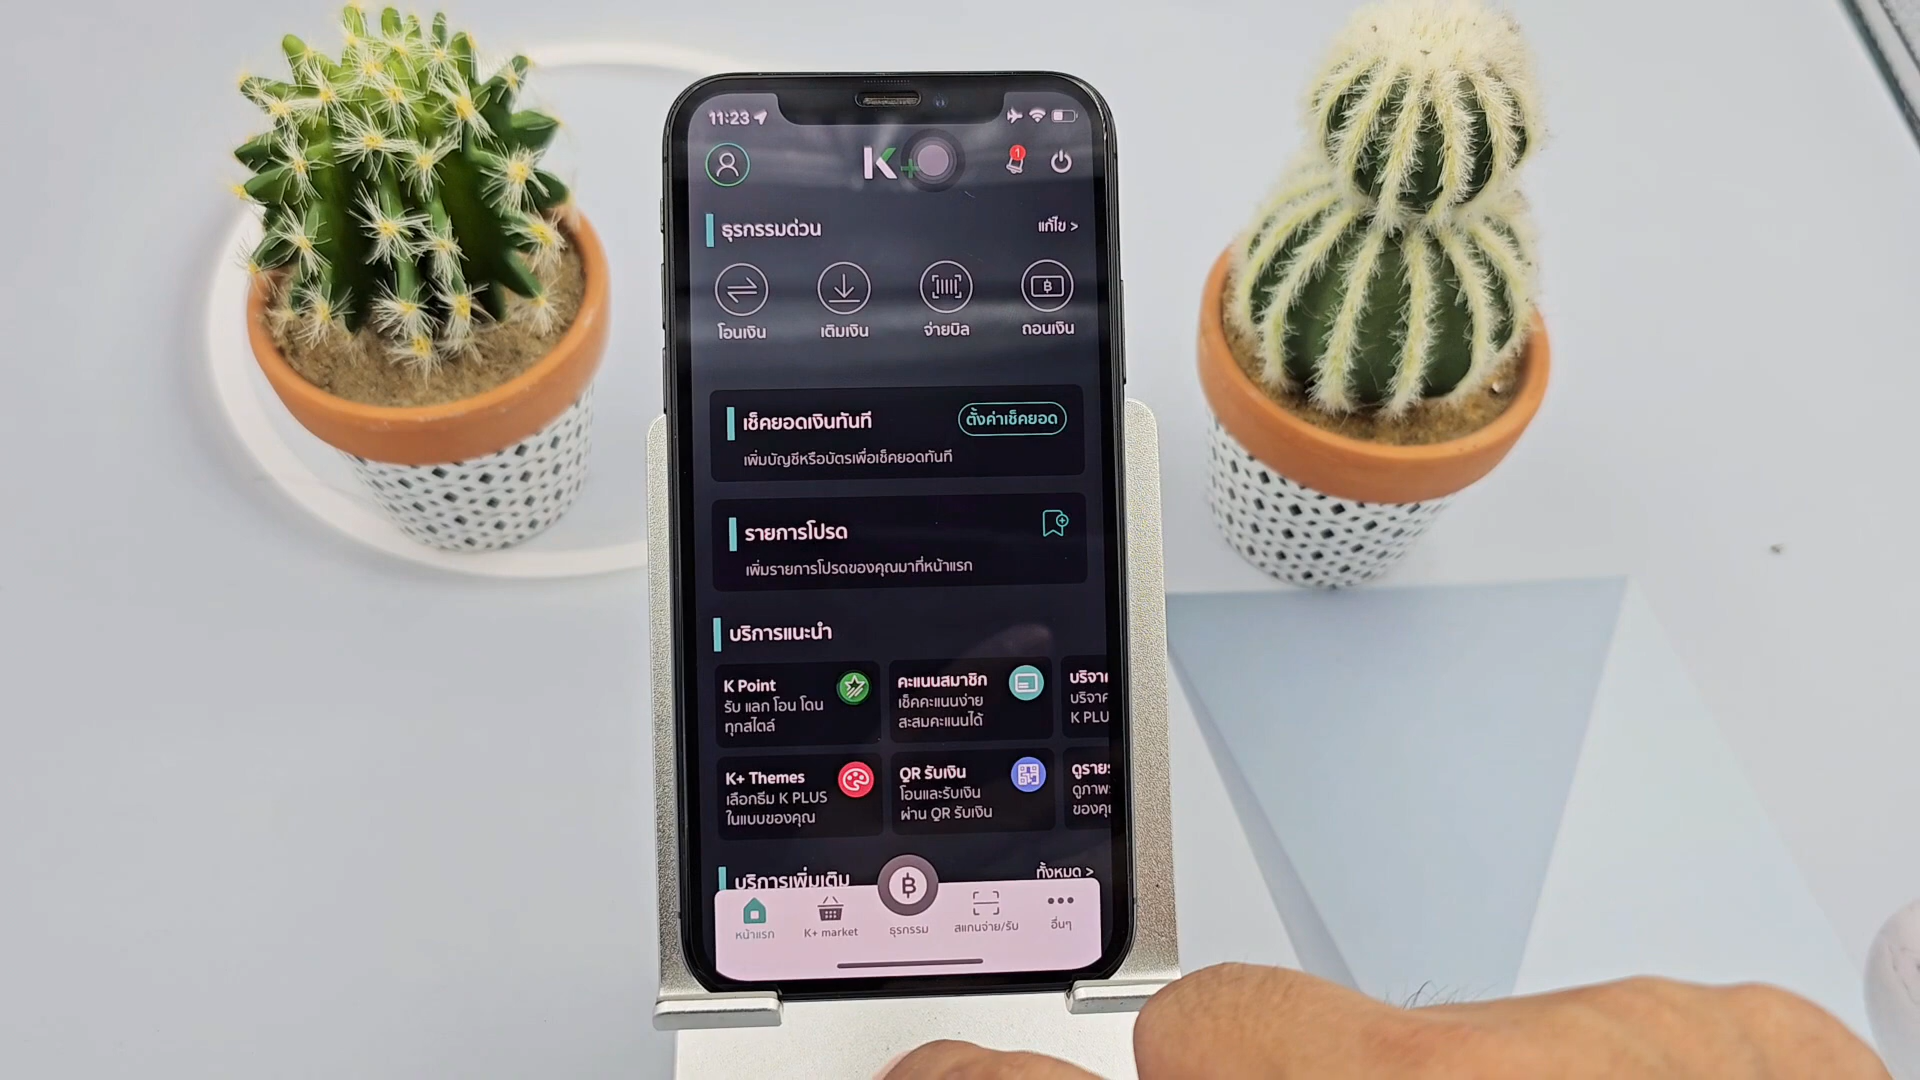 11:23
K+
1
ธุรกรรมด่วน
แก้ไข >
โอนเงิน
เติมเงิน
จ่ายบิล
ถอนเงิน
เช็คยอดเงินทันที
ตั้งค่าเช็คยอด
เพิ่มบัญชีหรือบัตรเพื่อเช็คยอดทันที
รายการโปรด
เพิ่มรายการโปรดของคุณมาที่หน้าแรก
บริการแนะนำ
K Point
รับ แลก โอน โดน
ทุกสไตล์
คะแนนสมาชิก
เช็คคะแนนง่าย
สะสมคะแนนได้
K PLU
K+ Themes
เลือกธีม K PLUS
ในแบบของคุณ
QR รับเงิน
โอนและรับเงิน
ผ่าน QR รับเงิน
บริการเพิ่มเติม
ทั้งหมด >
หน้าแรก
K+ market
฿
ธุรกรรม
สแกนจ่าย/รับ
อื่นๆ